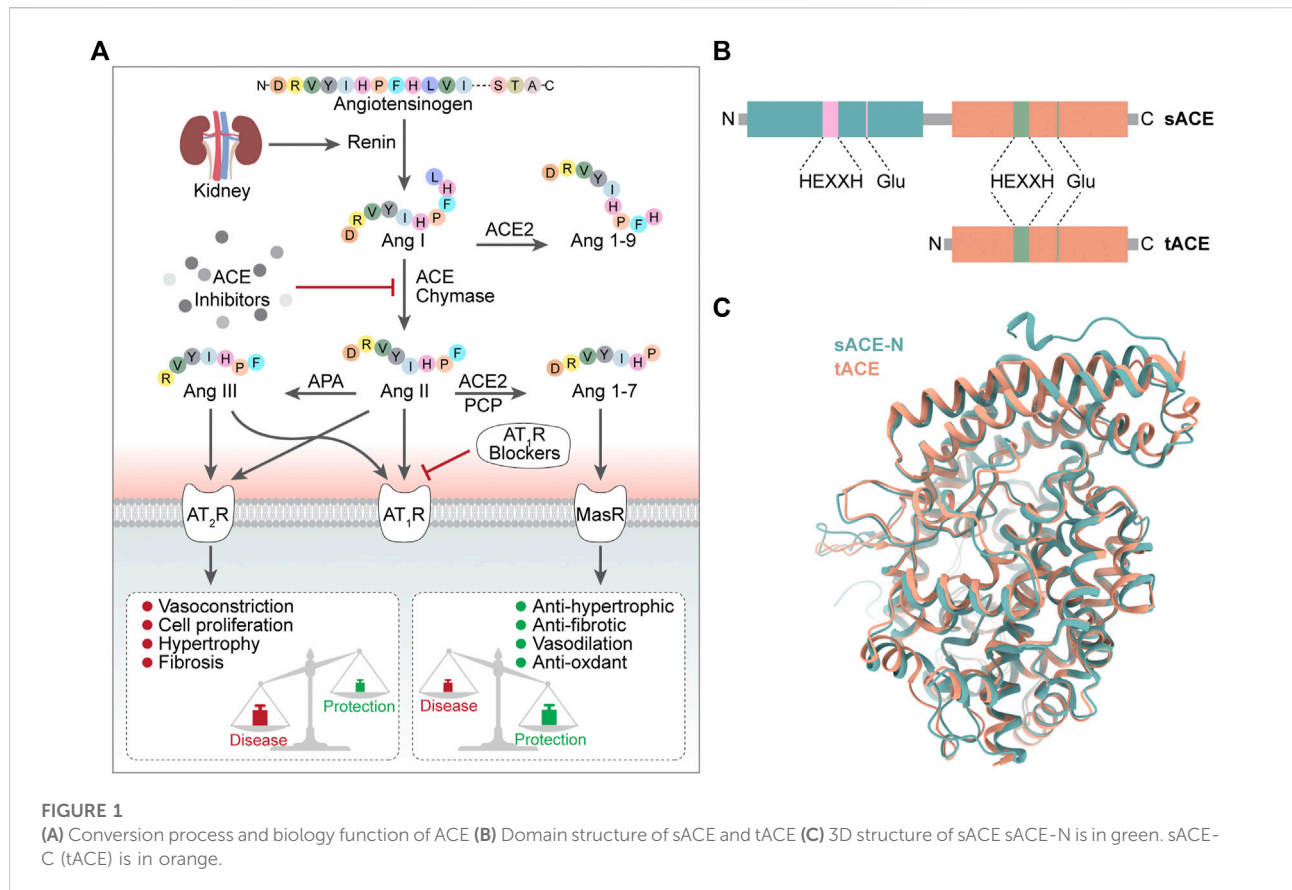 A
N-DRVYIHPFHLVI----STAC-C
Angiotensinogen
Kidney
Renin
DRVYIHPFHL
Ang I
ACE2
DRVYIHPFH
Ang 1-9
ACE
Inhibitors
ACE
Chymase
RVYIHPF
Ang III
APA
DRVYIHPF
Ang II
ACE2
PCP
DRVYIHP
Ang 1-7
AT1R
Blockers
AT2R
AT1R
MasR
Vasoconstriction
Cell proliferation
Hypertrophy
Fibrosis
Disease
Protection
Anti-hypertrophic
Anti-fibrotic
Vasodilation
Anti-oxdant
Disease
Protection
B
N C sACE
HEXXH Glu HEXXH Glu
N C tACE
C
sACE-N
tACE
FIGURE 1
(A) Conversion process and biology function of ACE (B) Domain structure of sACE and tACE (C) 3D structure of sACE sACE-N is in green. sACE-
C (tACE) is in orange.